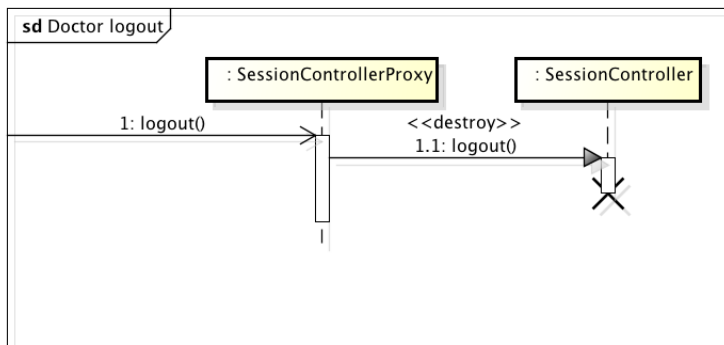 sd Doctor logout
: SessionControllerProxy
: SessionController
1: logout()
<<destroy>>
1.1: logout()